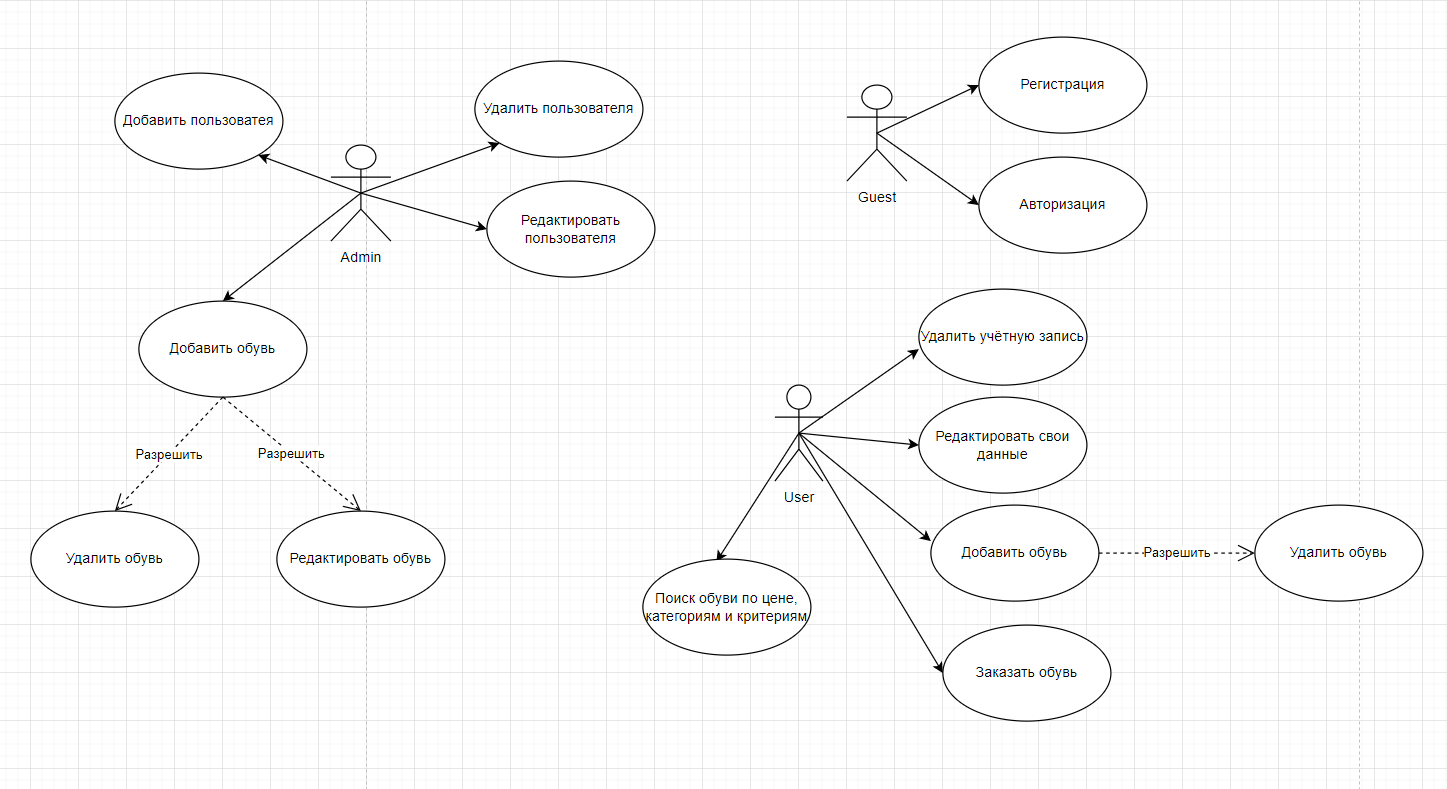 Добавить пользоватея
Удалить пользователя
Редактировать
пользователя
Admin
Добавить обувь
Разрешить
Разрешить
Удалить обувь
Редактировать обувь
Регистрация
Авторизация
Guest
Удалить учётную запись
Редактировать свои
данные
User
Добавить обувь
Разрешить
Удалить обувь
Поиск обуви по цене,
категориям и критериям
Заказать обувь